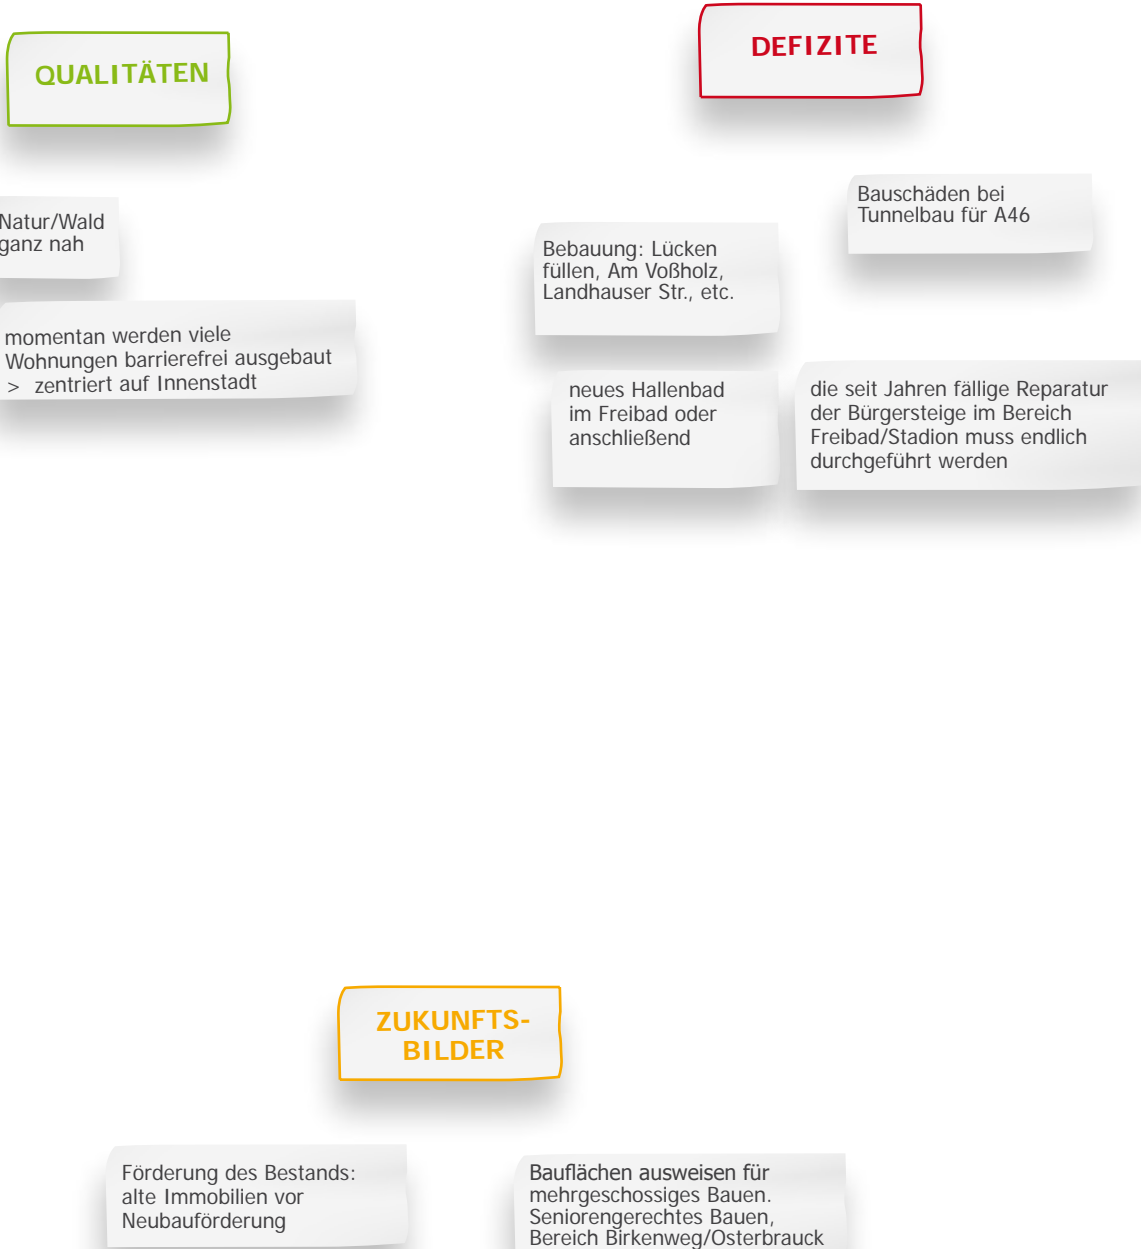 QUALITÄTEN
Natur/Wald
ganz nah
momentan werden viele
Wohnungen barrierefrei ausgebaut
> zentriert auf Innenstadt
DEFIZITE
Bauschäden bei
Tunnelbau für A46
Bebauung: Lücken
füllen, Am Voßholz,
Landhauser Str., etc.
neues Hallenbad
im Freibad oder
anschließend
die seit Jahren fällige Reparatur
der Bürgersteige im Bereich
Freibad/Stadion muss endlich
durchgeführt werden
ZUKUNFTS-
BILDER
Förderung des Bestands:
alte Immobilien vor
Neubauförderung
Bauflächen ausweisen für
mehrgeschossiges Bauen.
Seniorengerechtes Bauen,
Bereich Birkenweg/Osterbrauck